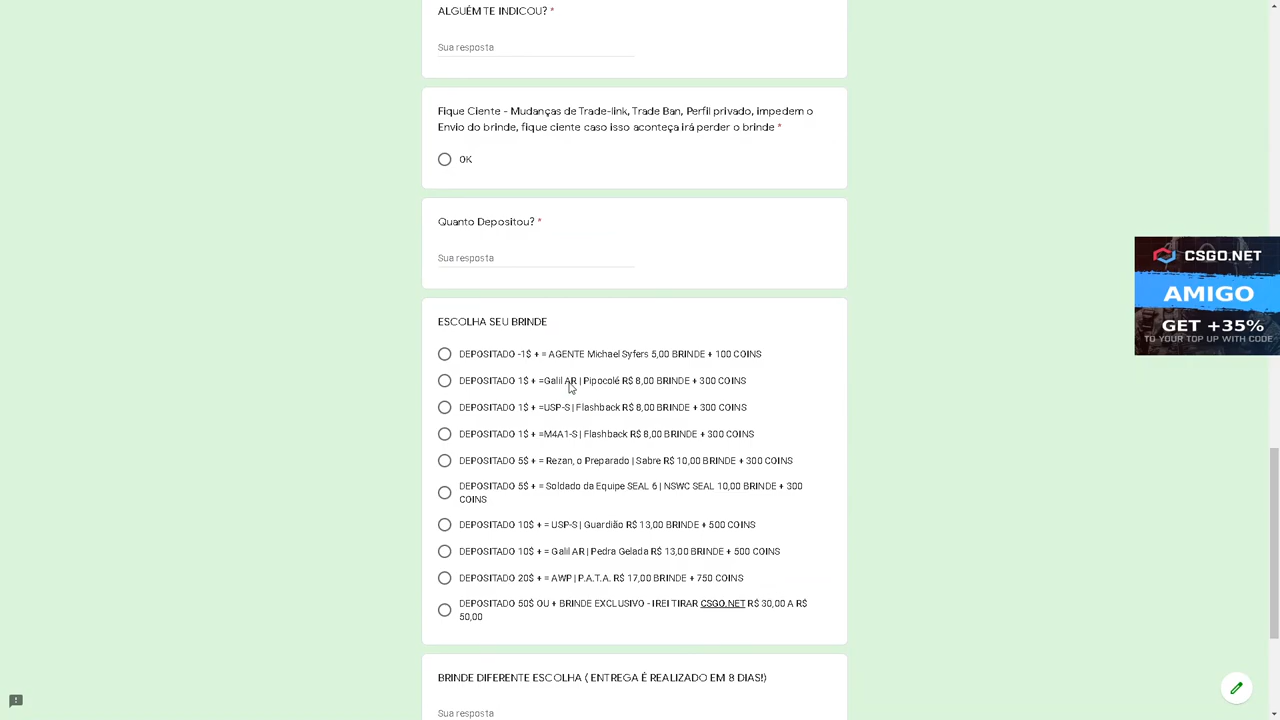 ALGUÉM TE INDICOU? *
Sua resposta
Fique Ciente - Mudanças de Trade-link, Trade Ban, Perfil privado, impedem o
Envio do brinde, fique ciente caso isso aconteça irá perder o brinde *
OK
Quanto Depositou? *
Sua resposta
ESCOLHA SEU BRINDE
DEPOSITADO -1$ + = AGENTE Michael Syfers 5,00 BRINDE + 100 COINS
DEPOSITADO 1$ + =Galil AR | Pipocolé R$ 8,00 BRINDE + 300 COINS
DEPOSITADO 1$ + =USP-S | Flashback R$ 8,00 BRINDE + 300 COINS
DEPOSITADO 1$ + =M4A1-S | Flashback R$ 8,00 BRINDE + 300 COINS
DEPOSITADO 5$ + = Rezan, o Preparado | Sabre R$ 10,00 BRINDE + 300 COINS
DEPOSITADO 5$ + = Soldado da Equipe SEAL 6 | NSWC SEAL 10,00 BRINDE + 300
COINS
DEPOSITADO 10$ + = USP-S | Guardião R$ 13,00 BRINDE + 500 COINS
DEPOSITADO 10$ + = Galil AR | Pedra Gelada R$ 13,00 BRINDE + 500 COINS
DEPOSITADO 20$ + = AWP | P.A.T.A. R$ 17,00 BRINDE + 750 COINS
DEPOSITADO 50$ OU + BRINDE EXCLUSIVO - IREI TIRAR CSGO.NET R$ 30,00 A R$
50,00
BRINDE DIFERENTE ESCOLHA ( ENTREGA É REALIZADO EM 8 DIAS!)
Sua resposta
CSGO.NET
AMIGO
GET +35%
TO YOUR TOP UP WITH CODE